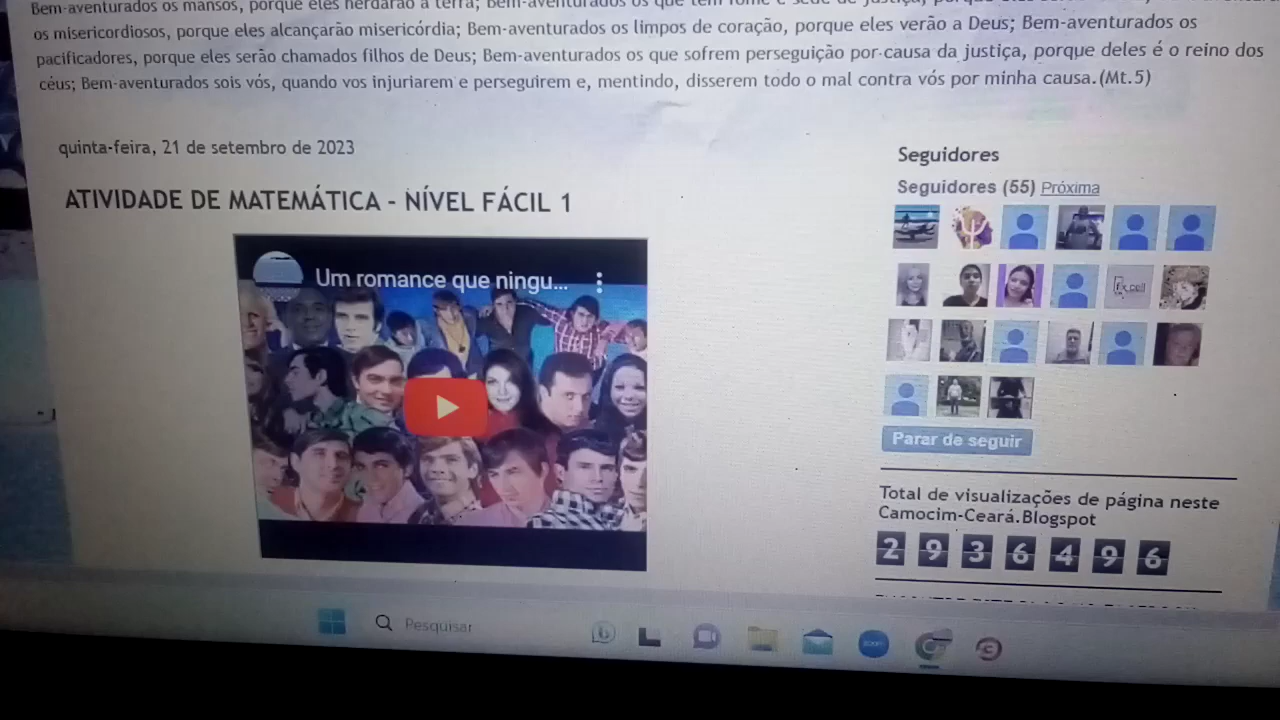 Bem-aventurados os mansos, porque eles herdarão a terra; Bem-aventurados os que têm fome e sede de justiça,
os misericordiosos, porque eles alcançarão misericórdia; Bem-aventurados os limpos de coração, porque eles verão a Deus; Bem-aventurados os
pacificadores, porque eles serão chamados filhos de Deus; Bem-aventurados os que sofrem perseguição por causa da justiça, porque deles é o reino dos
céus; Bem-aventurados sois vós, quando vos injuriarem e perseguirem e, mentindo, disserem todo o mal contra vós por minha causa.(Mt.5)
quinta-feira, 21 de setembro de 2023
ATIVIDADE DE MATEMÁTICA - NÍVEL FÁCIL 1
Um romance que ningu...
Seguidores
Seguidores (55) Próxima
Parar de seguir
Total de visualizações de página neste
Camocim-Ceará.Blogspot
2936496
Pesquisar